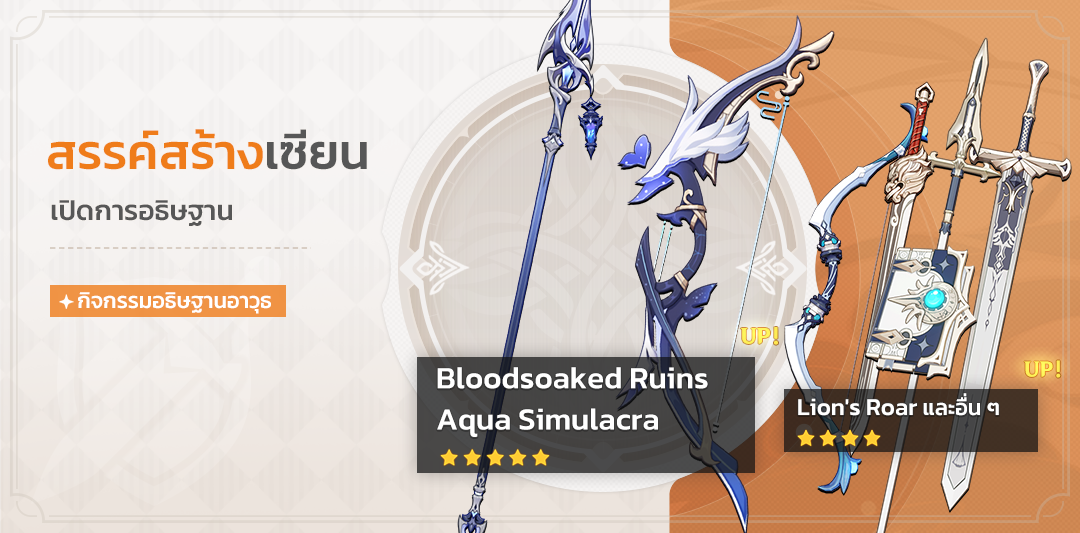 สรรค์สร้างเซียน
เปิดการอธิษฐาน
กิจกรรมอธิษฐานอาวุธ
UP!
Bloodsoaked Ruins
Aqua Simulacra
UP!
Lion's Roar และอื่น ๆ